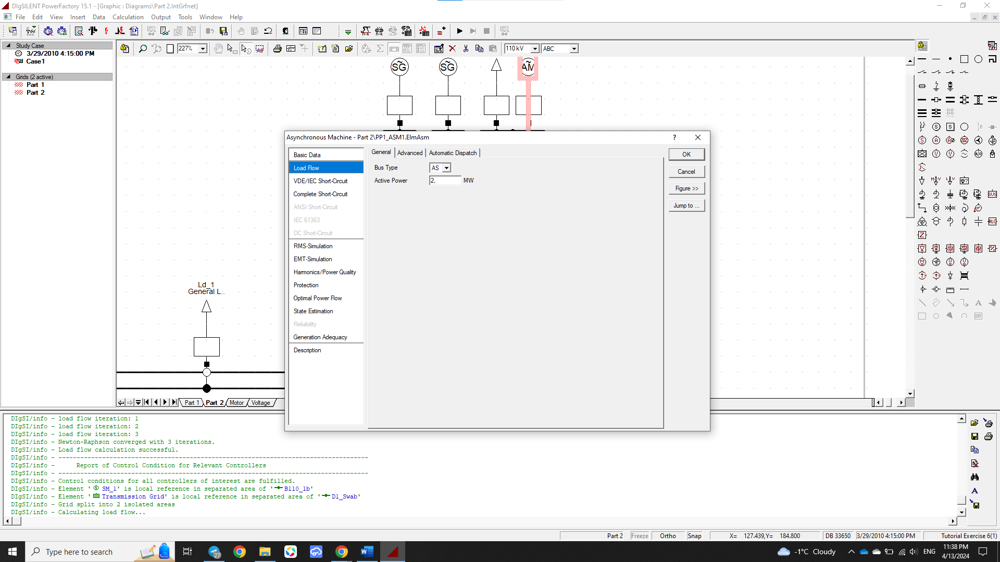 DIgSILENT PowerFactory 15.1 - [Graphic : Diagrams\Part 2.IntGrfnet]
File Edit View Insert Data Calculation Output Tools Window Help
Study Case
3/29/2010 4:15:00 PM
Case1
Grids (2 active)
Part 1
Part 2
227%
110 kV
ABC
SG
SG
AM
Ld_1
General L..
Asynchronous Machine - Part 2\PP1_ASM1.ElmAsm
?
Basic Data
Load Flow
VDE/IEC Short-Circuit
Complete Short-Circuit
ANSI Short-Circuit
IEC 61363
DC Short-Circuit
RMS-Simulation
EMT-Simulation
Harmonics/Power Quality
Protection
Optimal Power Flow
State Estimation
Reliability
Generation Adequacy
Description
General Advanced Automatic Dispatch
Bus Type AS
Active Power 2, MW
OK
Cancel
Figure >>
Jump to ...
Part 1 Part 2 Motor Voltage
DIgSI/info - load flow iteration: 1
DIgSI/info - load flow iteration: 2
DIgSI/info - load flow iteration: 3
DIgSI/info - Newton-Raphson converged with 3 iterations.
DIgSI/info - Load flow calculation successful.
DIgSI/info - -------------------------------------------------------------------------------------
DIgSI/info - Report of Control Condition for Relevant Controllers
DIgSI/info - -------------------------------------------------------------------------------------
DIgSI/info - Control conditions for all controllers of interest are fulfilled.
DIgSI/info - Element ' SM_1' is local reference in separated area of ' B110_1b'
DIgSI/info - Element ' Transmission Grid' is local reference in separated area of ' D1_Swab'
DIgSI/info - Grid split into 2 isolated areas
DIgSI/info - Calculating load flow...
Part 2 Freeze Ortho Snap X= 127.439,Y= 184.800 DB 33650 3/29/2010 4:15:00 PM Tutorial Exercise 6(1)
Type here to search
27
-1°C Cloudy
ENG
11:38 PM
4/13/2024